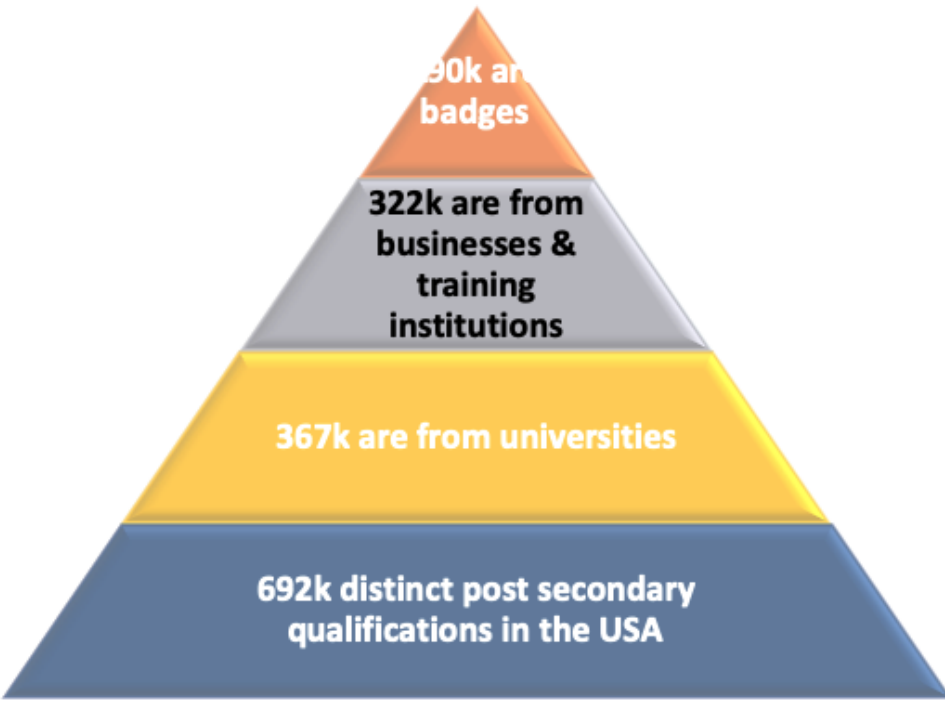 badges
322k are from
businesses &
training
institutions
367k are from universities
692k distinct post secondary
qualifications in the USA